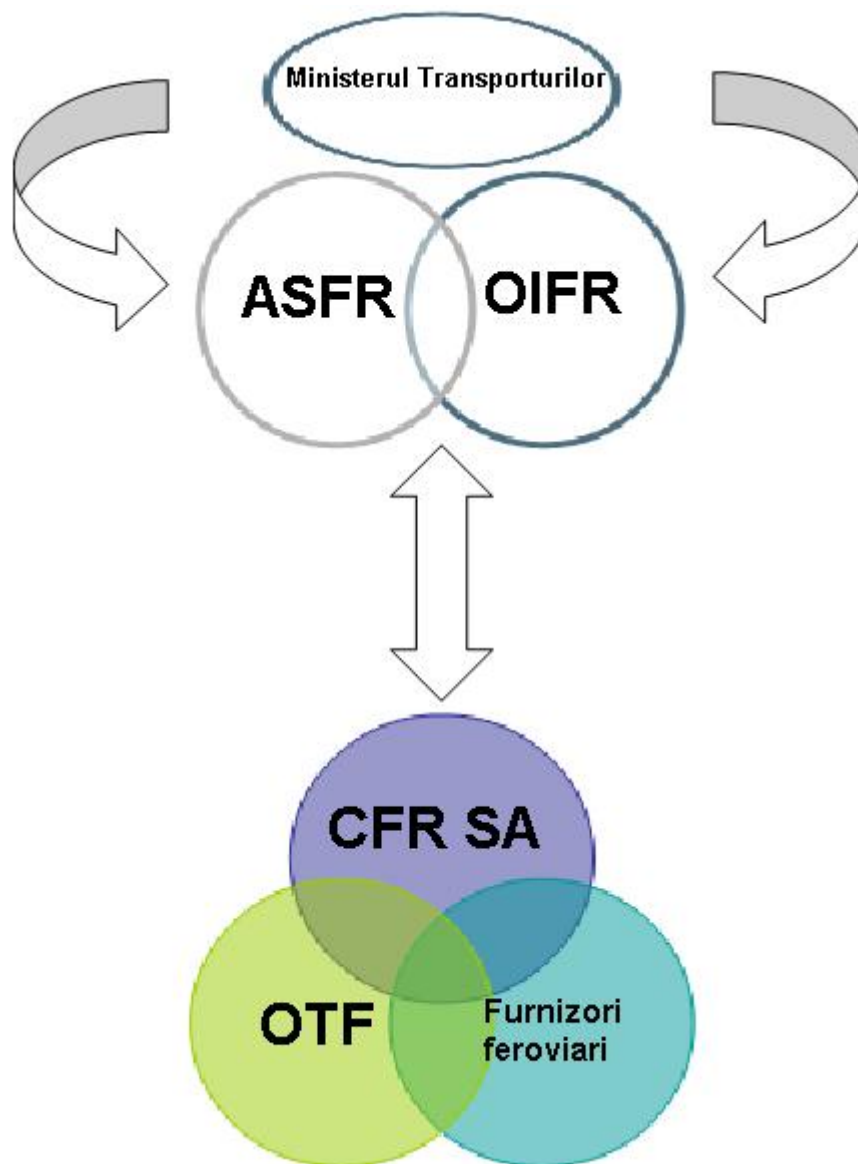 Ministerul Transporturilor
ASFR
OIFR
CFR SA
OTF
Furnizori
feroviari